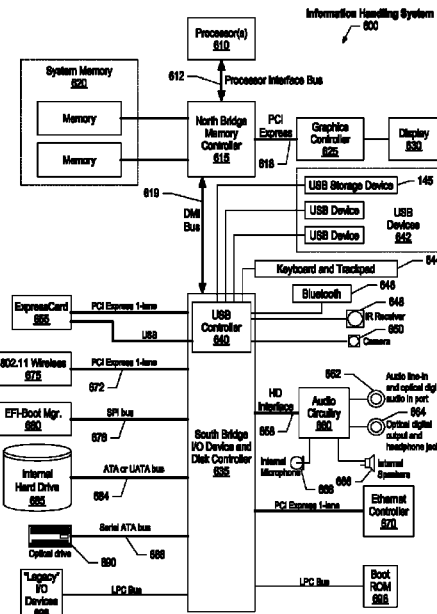 Information Handling System
600
Processor(s)
610
612
Processor Interface Bus
System Memory
620
Memory
Memory
North Bridge
Memory
Controller
615
PCI
Express
618
Graphics
Controller
625
Display
630
619
DMI
Bus
USB Storage Device
145
USB Device
USB Device
USB
Devices
642
Keyboard and Trackpad
Bluetooth
646
648
IR Receiver
650
Camera
USB
Controller
640
ExpressCard
655
PCI Express 1-lane
USB
802.11 Wireless
675
PCI Express 1-lane
672
EFI-Boot Mgr.
680
SPI bus
678
Internal
Hard Drive
685
ATA or UATA bus
684
Serial ATA bus
Optical drive
690
688
"Legacy"
I/O
Devices
698
LPC Bus
South Bridge
I/O Device and
Disk Controller
635
HD
Interface
658
Audio
Circuitry
660
662
Audio line-in
and optical digital
audio in port
664
Optical digital
output and
headphone jack
Internal
Microphone
668
666
Internal
Speakers
PCI Express 1-lane
Ethernet
Controller
670
LPC Bus
Boot
ROM
696